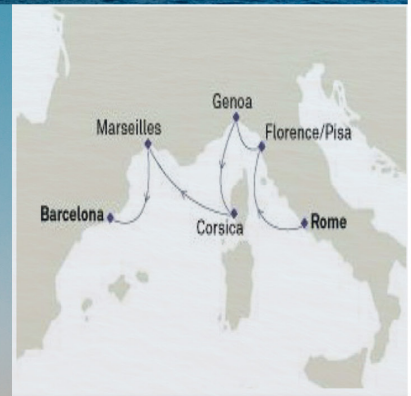 Genoa
Marseilles
Florence/Pisa
Barcelona
Corsica
Rome